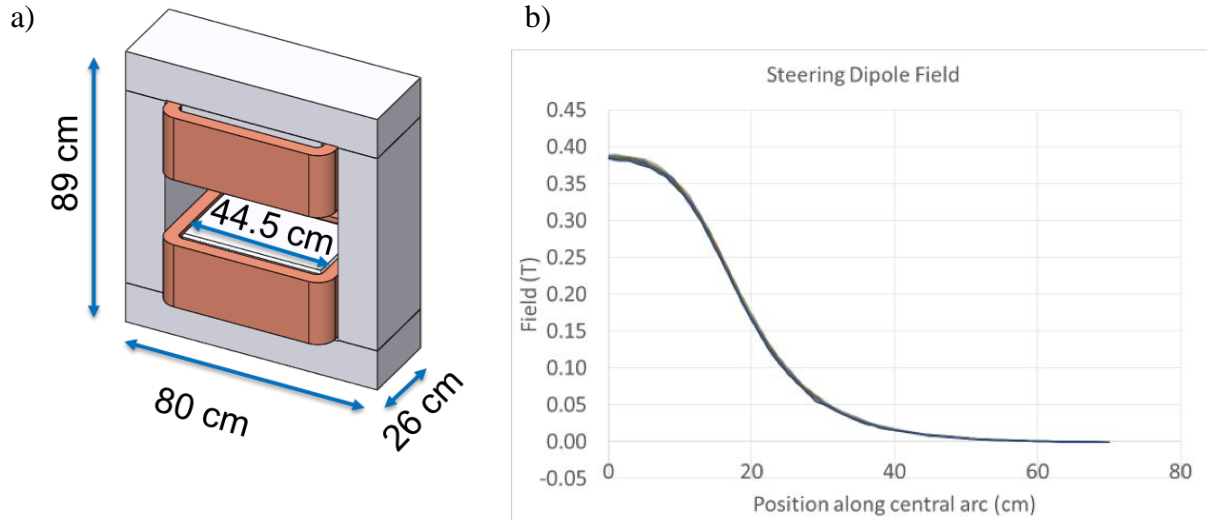 a)
89 cm
44.5 cm
80 cm
26 cm
b)
Steering Dipole Field
0.45
0.40
0.35
0.30
0.25
0.20
0.15
0.10
0.05
0.00
-0.05
Field (T)
0 20 40 60 80
Position along central arc (cm)